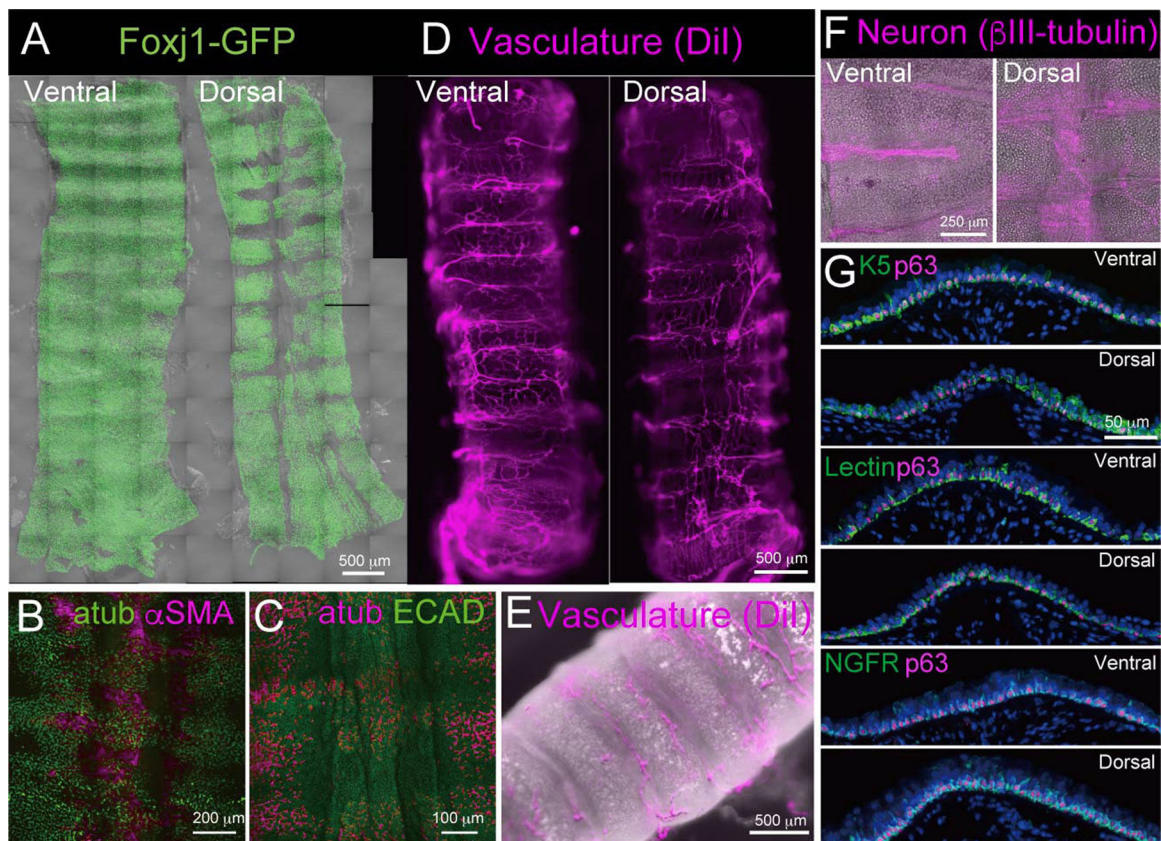 A Foxj1-GFP
Ventral Dorsal
500 μm
B atub αSMA
200 μm
C atub ECAD
100 μm
D Vasculature (DiI)
Ventral Dorsal
500 μm
E Vasculature (DiI)
500 μm
F Neuron (βIII-tubulin)
Ventral Dorsal
250 μm
G K5 p63
Ventral
Dorsal
50 μm
Lectin p63
Ventral
Dorsal
NGFR p63
Ventral
Dorsal